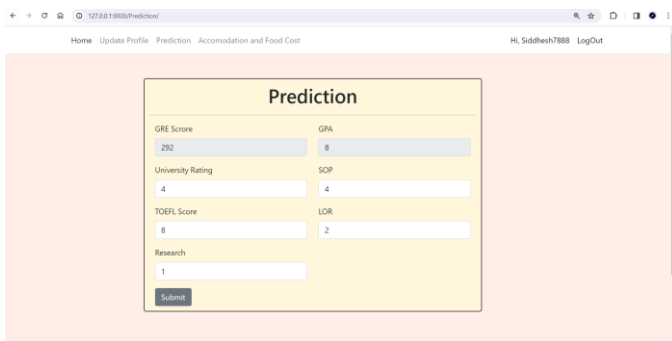 127.0.0.1:8000/Prediction/
Home Update Profile Prediction Accomodation and Food Cost Hi, Siddhesh7888 LogOut
Prediction
GRE Scrore GPA
292 8
University Rating SOP
4 4
TOEFL Score LOR
8 2
Research
1
Submit